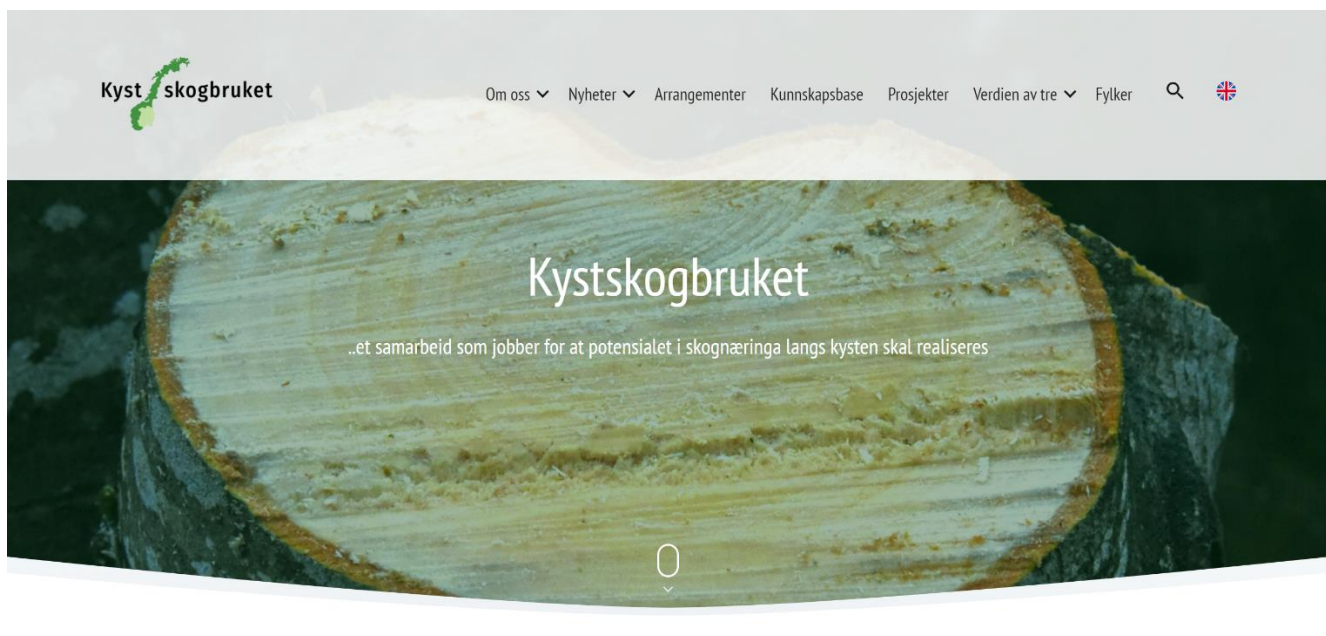 Kyst skogbruket
Om oss Nyheter Arrangementer Kunnskapsbase Prosjekter Verdien av tre Fylker
Kystskogbruket
..et samarbeid som jobber for at potensialet i skognæringa langs kysten skal realiseres